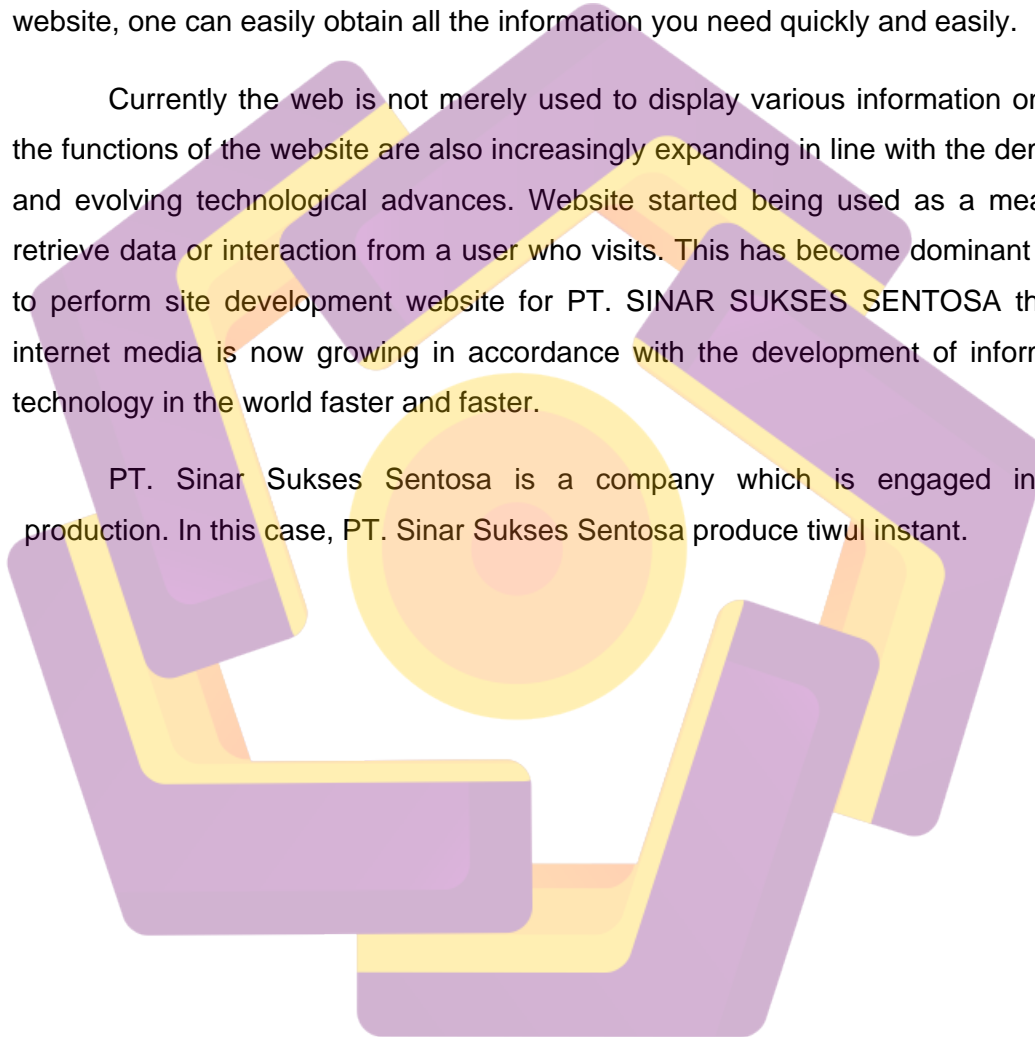 website, one can easily obtain all the information you need quickly and easily.
Currently the web is not merely used to display various information
the functions of the website are also increasingly expanding in line with the
and evolving technological advances. Website started being used as a
retrieve data or interaction from a user who visits. This has become dominant
to perform site development website for PT. SINAR SUKSES SENTOSA
internet media is now growing in accordance with the development of
technology in the world faster and faster.
PT. Sinar Sukses Sentosa is a company which is engaged in
production. In this case, PT. Sinar Sukses Sentosa produce tiwul instant.